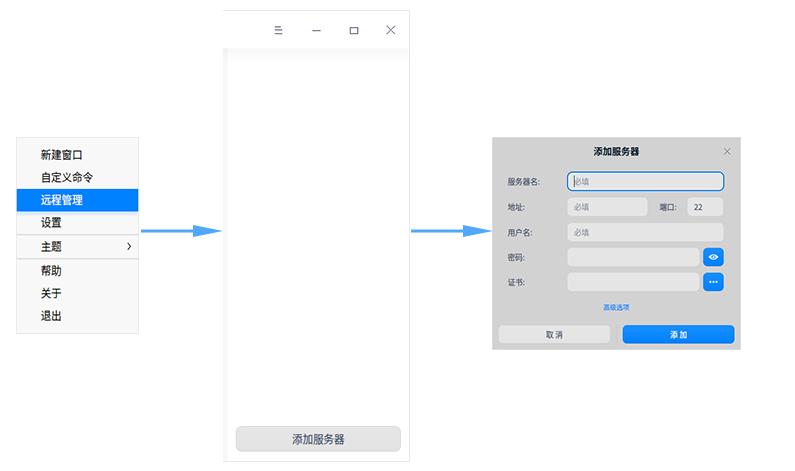 新建窗口
自定义命令
远程管理
设置
主题
帮助
关于
退出
添加服务器
添加服务器
服务器名: 必填
地址: 必填 端口: 22
用户名: 必填
密码:
证书:
高级选项
取消 添加